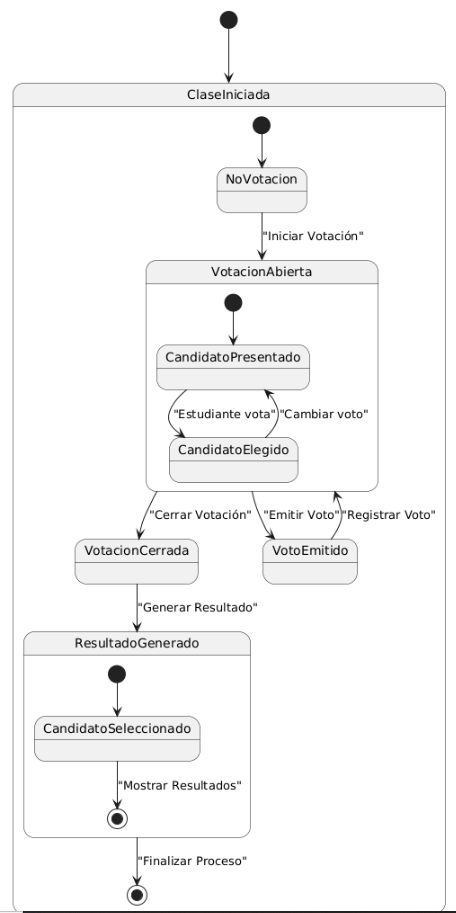 ClaseIniciada
NoVotacion
"Iniciar Votación"
VotacionAbierta
CandidatoPresentado
"Estudiante vota" "Cambiar voto"
CandidatoElegido
"Cerrar Votación" "Emitir Voto" "Registrar Voto"
VotacionCerrada VotoEmitido
"Generar Resultado"
ResultadoGenerado
CandidatoSeleccionado
"Mostrar Resultados"
"Finalizar Proceso"